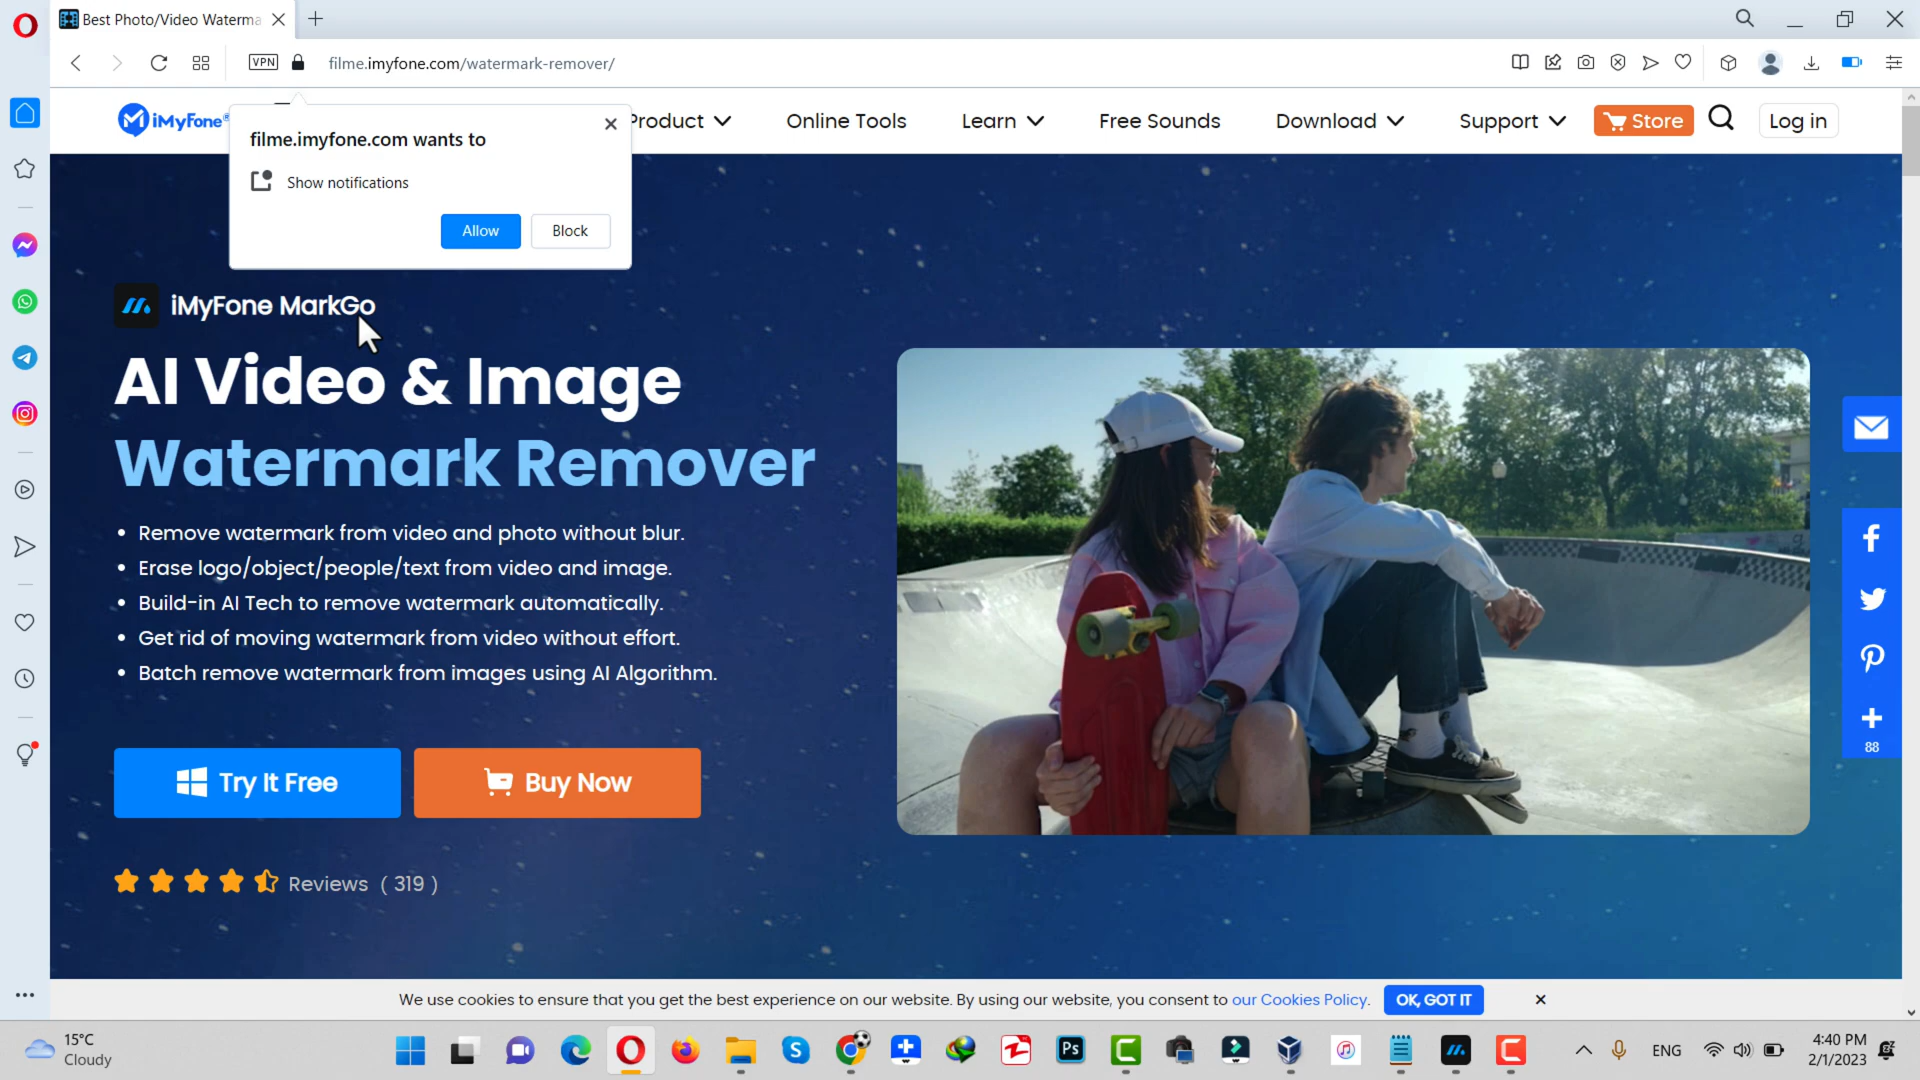 Best Photo/Video Waterma
VPN
filme.imyfone.com/watermark-remover/
iMyFone®
Product
Online Tools
Learn
Free Sounds
Download
Support
Store
Log in
filme.imyfone.com wants to
Show notifications
Allow
Block
iMyFone MarkGo
AI Video & Image
Watermark Remover
• Remove watermark from video and photo without blur.
• Erase logo/object/people/text from video and image.
• Build-in AI Tech to remove watermark automatically.
• Get rid of moving watermark from video without effort.
• Batch remove watermark from images using AI Algorithm.
Try It Free
Buy Now
88
Reviews ( 319 )
We use cookies to ensure that you get the best experience on our website. By using our website, you consent to our Cookies Policy.
OK, GOT IT
15°C
Cloudy
Ps
ENG
4:40 PM
2/1/2023